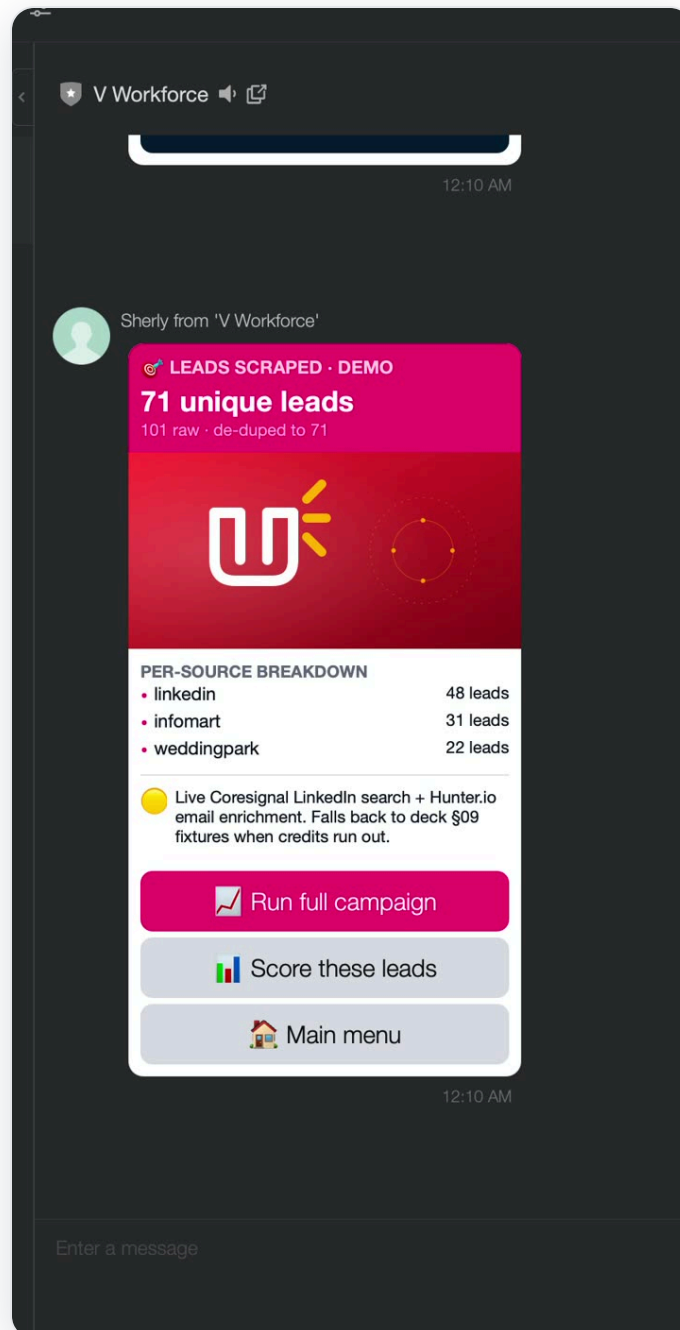 V Workforce
12:10 AM
Sherly from 'V Workforce'
🎯 LEADS SCRAPED · DEMO
71 unique leads
101 raw · de-duped to 71
PER-SOURCE BREAKDOWN
• linkedin 48 leads
• infomart 31 leads
• weddingpark 22 leads
Live Coresignal LinkedIn search + Hunter.io
email enrichment. Falls back to deck §09
fixtures when credits run out.
Run full campaign
Score these leads
Main menu
12:10 AM
Enter a message